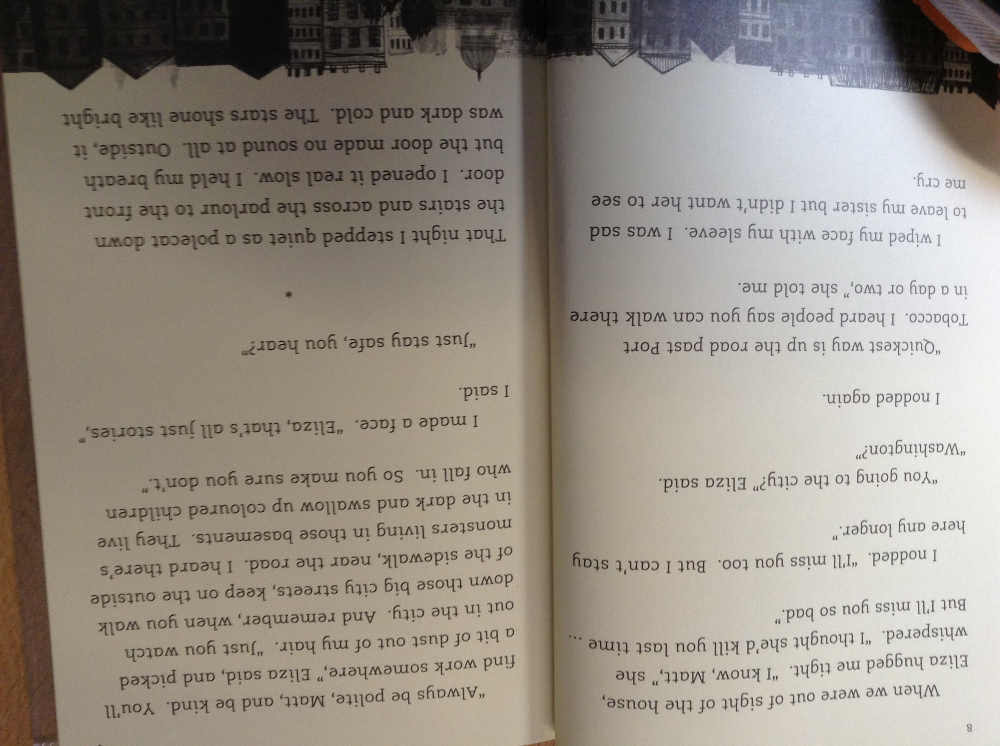 8
When we were out of sight of the house,
Eliza hugged me tight. “I know, Matt,” she
whispered. “I thought she’d kill you last time ...
But I’ll miss you so bad.”
I nodded. “I’ll miss you too. But I can’t stay
here any longer.”
“You going to the city?” Eliza said.
“Washington?”
I nodded again.
“Quickest way is up the road past Port
Tobacco. I heard people say you can walk there
in a day or two,” she told me.
I wiped my face with my sleeve. I was sad
to leave my sister but I didn’t want her to see
me cry.
“Always be polite, Matt, and be kind. You’ll
find work somewhere,” Eliza said, and picked
a bit of dust out of my hair. “Just you watch
out in the city. And remember, when you walk
down those big city streets, keep on the outside
of the sidewalk, near the road. I heard there’s
monsters living in those basements. They live
in the dark and swallow up coloured children
who fall in. So you make sure you don’t.”
I made a face. “Eliza, that’s all just stories,”
I said.
“Just stay safe, you hear?”
*
That night I stepped quiet as a polecat down
the stairs and across the parlour to the front
door. I opened it real slow. I held my breath
but the door made no sound at all. Outside, it
was dark and cold. The stars shone like bright